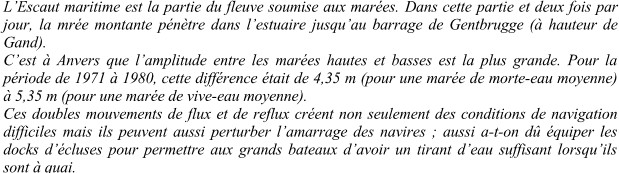 L'Escaut maritime est la partie du fleuve soumise aux marées. Dans cette partie et deux fois par
jour, la mrée montante pénètre dans l'estuaire jusqu'au barrage de Gentbrugge (à hauteur de
Gand).
C'est à Anvers que l'amplitude entre les marées hautes et basses est la plus grande. Pour la
période de 1971 à 1980, cette différence était de 4,35 m (pour une marée de morte-eau moyenne)
à 5,35 m (pour une marée de vive-eau moyenne).
Ces doubles mouvements de flux et de reflux créent non seulement des conditions de navigation
difficiles mais ils peuvent aussi perturber l'amarrage des navires ; aussi a-t-on dû équiper les
docks d'écluses pour permettre aux grands bateaux d'avoir un tirant d'eau suffisant lorsqu'ils
sont à quai.